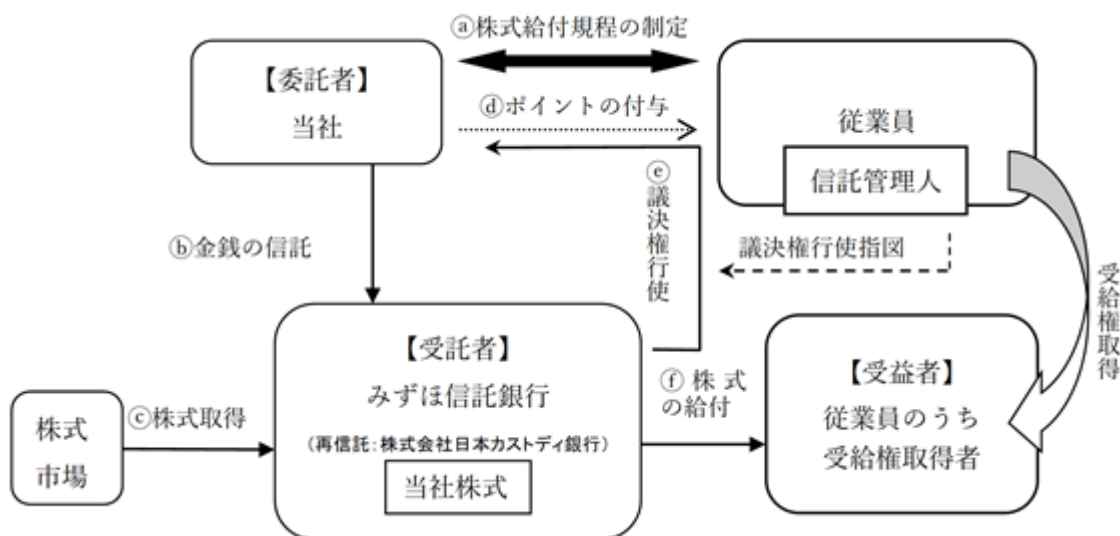 ⓐ株式給付規程の制定
【委託者】
当社
ⓓポイントの付与
従業員
信託管理人
ⓔ議決権行使
議決権行使指図
ⓑ金銭の信託
受給権取得
【受託者】
みずほ信託銀行
(再信託:株式会社日本カストディ銀行)
当社株式
ⓕ株式
の給付
【受益者】
従業員のうち
受給権取得者
株式
市場
ⓒ株式取得